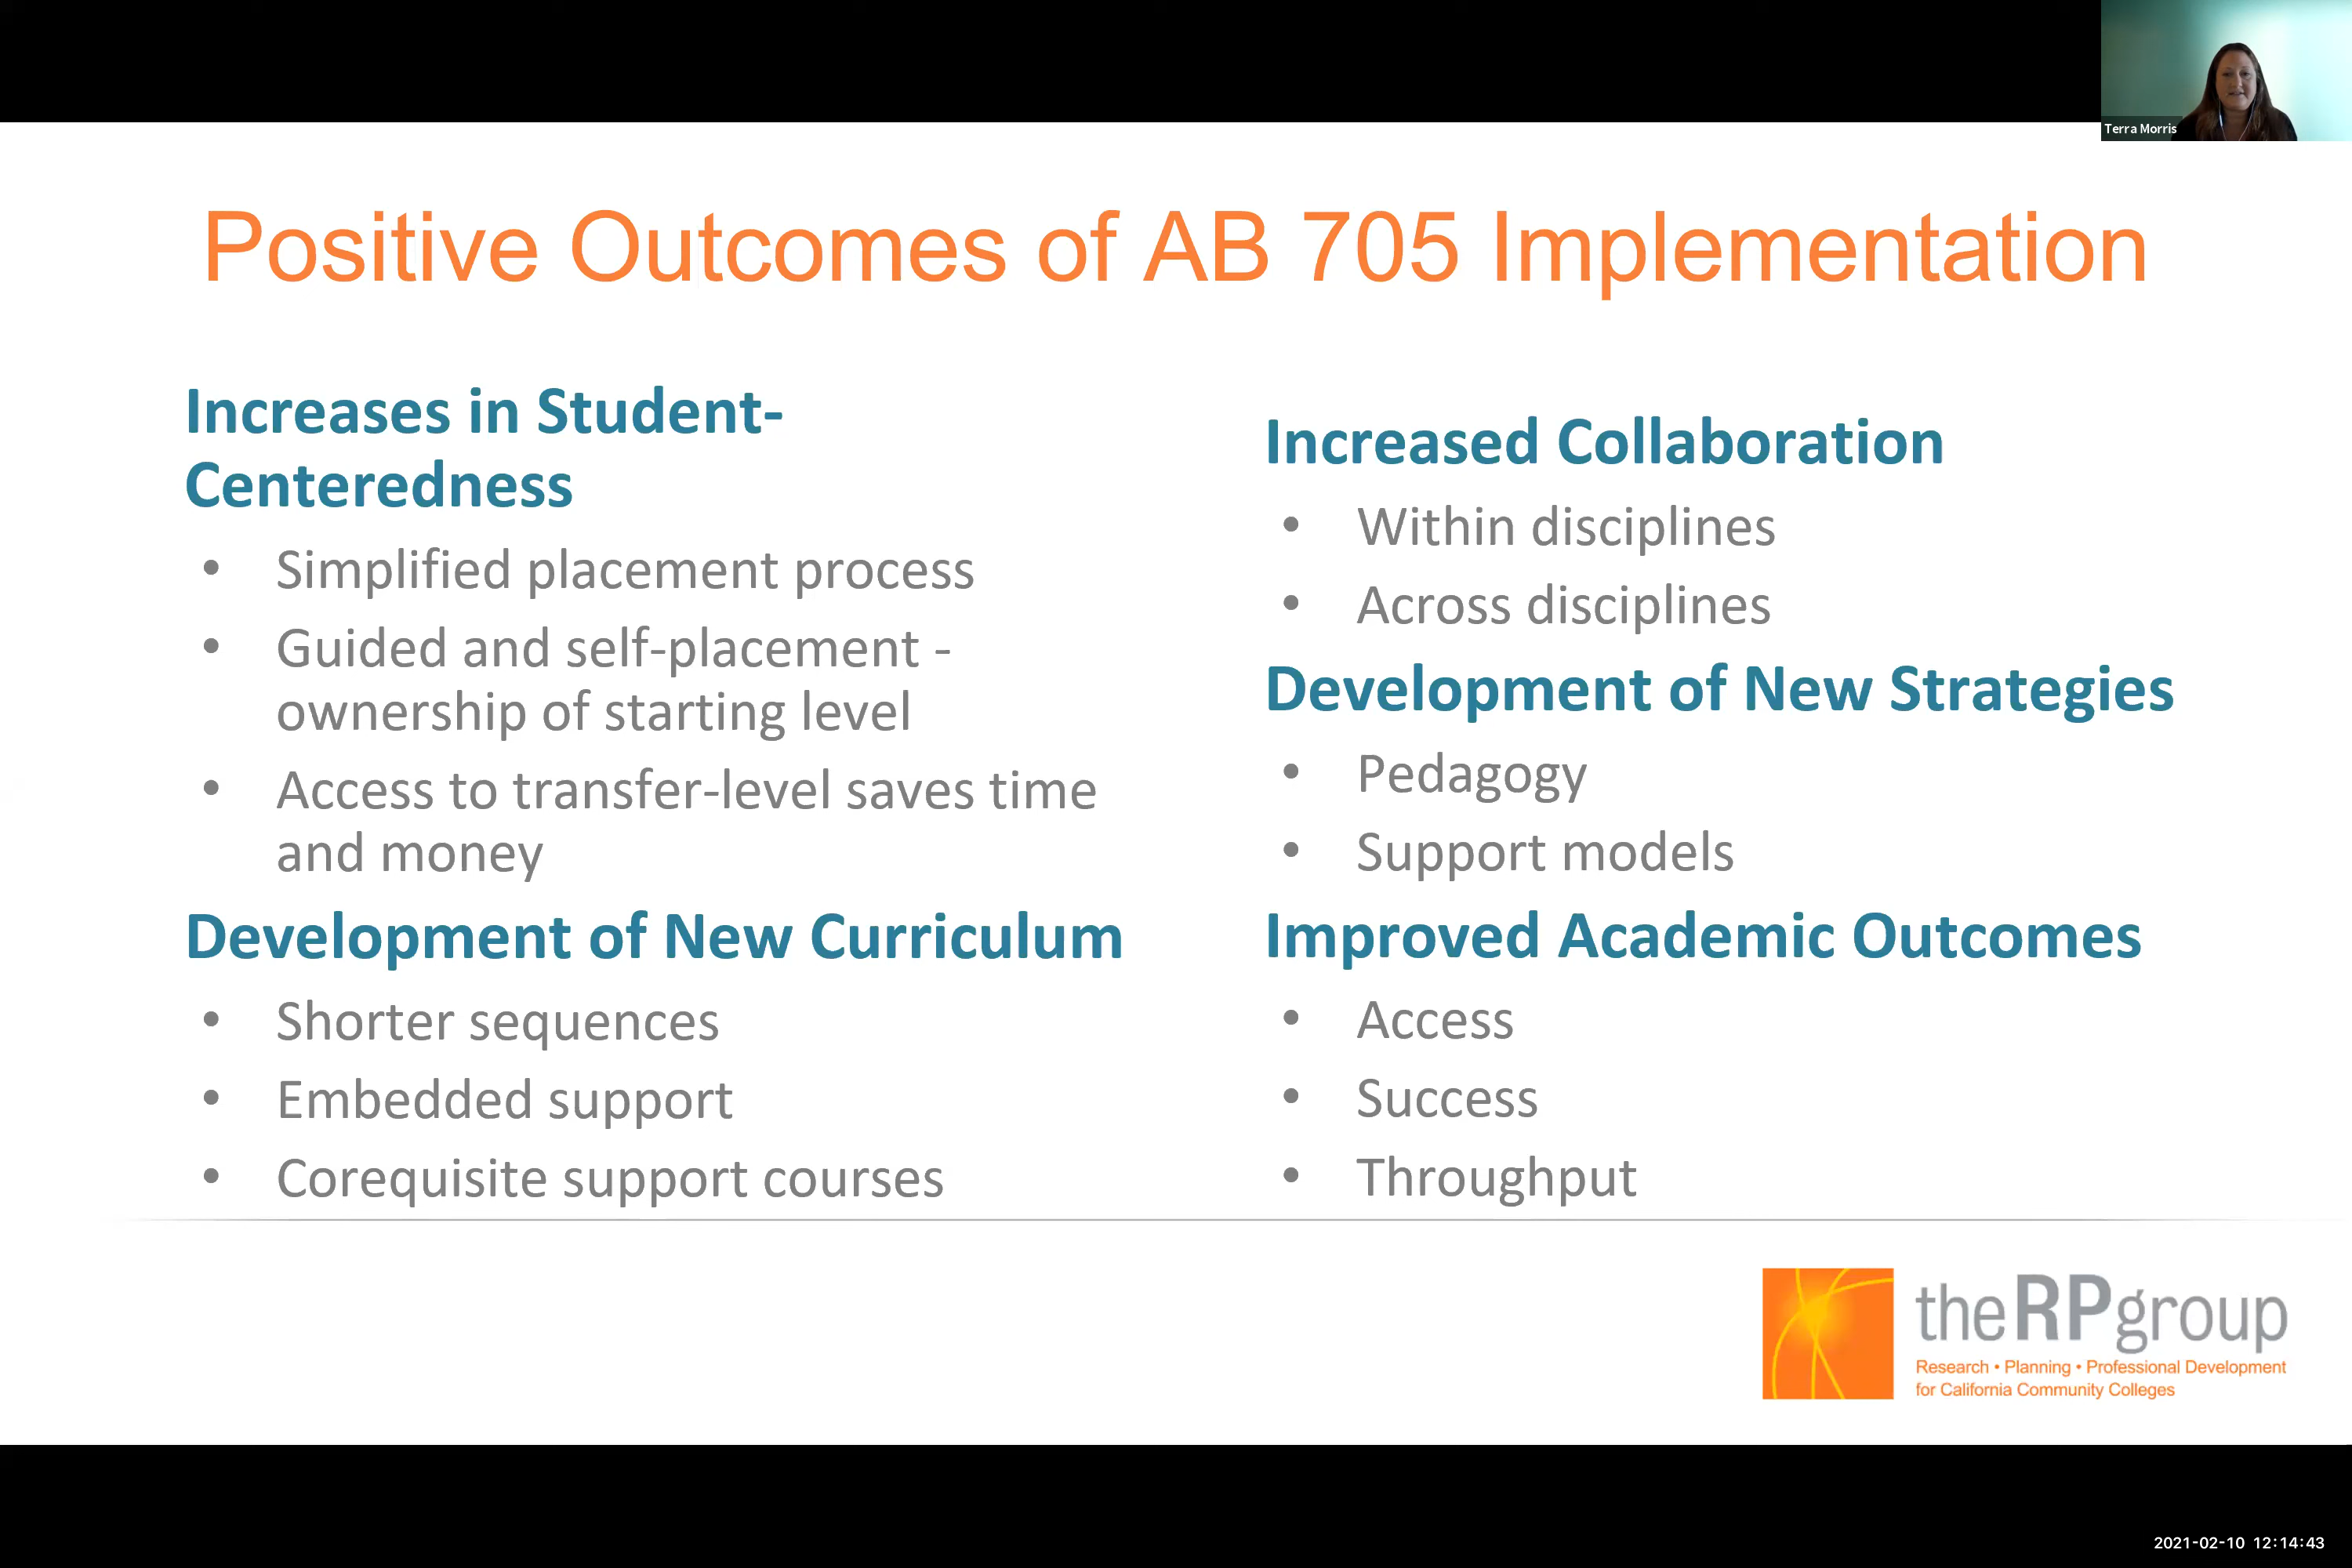 Terra Morris
Positive Outcomes of AB 705 Implementation
Increases in Student-
Centeredness
• Simplified placement process
• Guided and self-placement -
ownership of starting level
• Access to transfer-level saves time
and money
Development of New Curriculum
• Shorter sequences
• Embedded support
• Corequisite support courses
Increased Collaboration
• Within disciplines
• Across disciplines
Development of New Strategies
• Pedagogy
• Support models
Improved Academic Outcomes
• Access
• Success
• Throughput
theRPgroup
Research • Planning • Professional Development
for California Community Colleges
2021-02-10 12:14:43